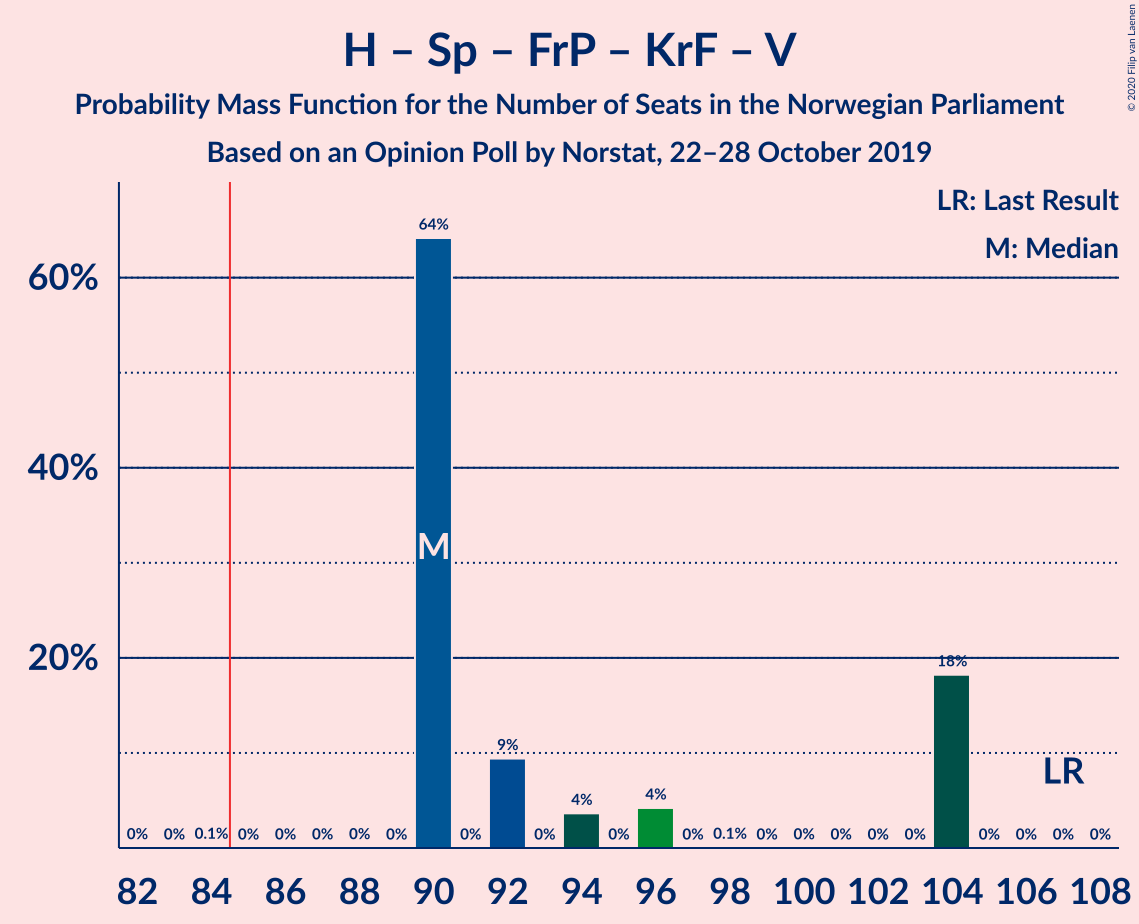 H – Sp – FrP – KrF – V
Probability Mass Function for the Number of Seats in the Norwegian Parliament
Based on an Opinion Poll by Norstat, 22–28 October 2019
© 2020 Filip van Laenen
LR: Last Result
M: Median
64%
60%
M
40%
20%
18%
9%
LR
4%
4%
0% 0% 0.1% 0% 0% 0% 0% 0% 0% 0% 0% 0% 0.1% 0% 0% 0% 0% 0% 0% 0% 0% 0%
82 84 86 88 90 92 94 96 98 100 102 104 106 108